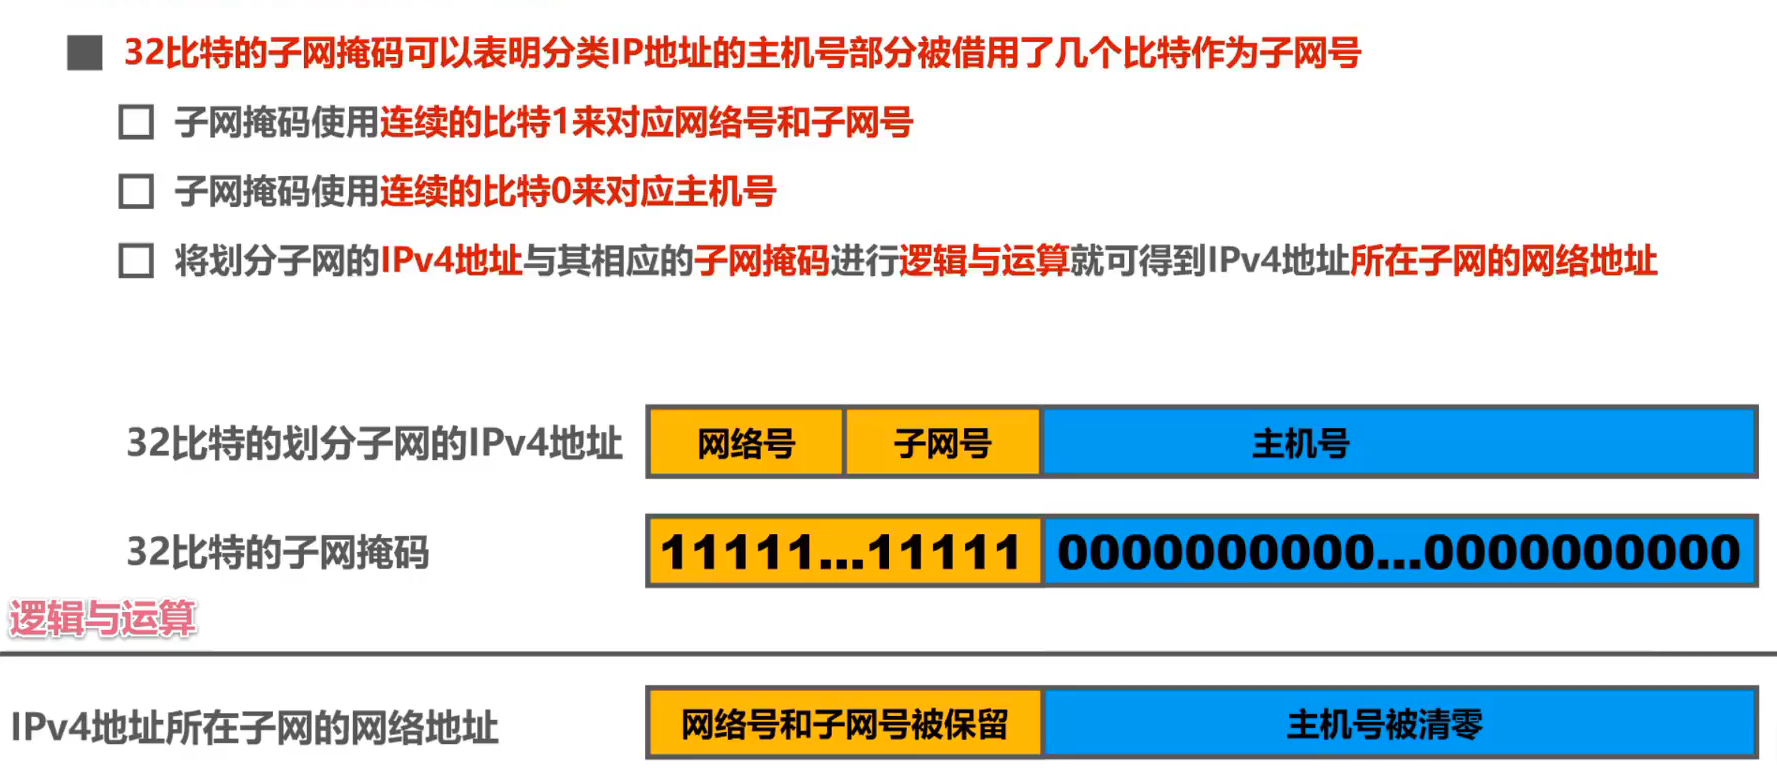 32比特的子网掩码可以表明分类IP地址的主机号部分被借用了几个比特作为子网号
子网掩码使用连续的比特1来对应网络号和子网号
子网掩码使用连续的比特0来对应主机号
将划分子网的IPv4地址与其相应的子网掩码进行逻辑与运算就可得到IPv4地址所在子网的网络地址
32比特的划分子网的IPv4地址 网络号 子网号 主机号
32比特的子网掩码 11111...11111 0000000000...0000000000
逻辑与运算
IPv4地址所在子网的网络地址 网络号和子网号被保留 主机号被清零